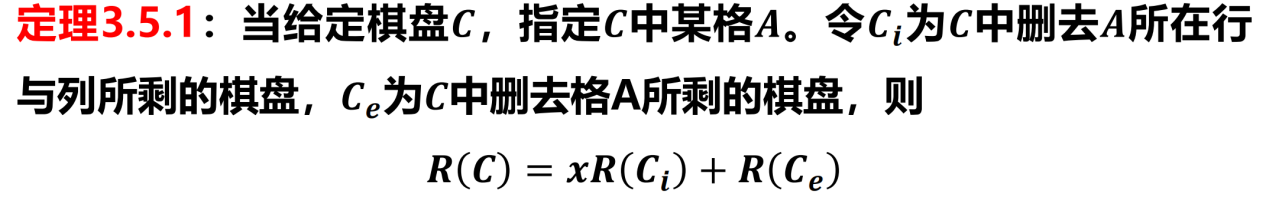 定理3.5.1：当给定棋盘C，指定C中某格A。令Cᵢ为C中删去A所在行
与列所剩的棋盘，Cₑ为C中删去格A所剩的棋盘，则
R(C) = xR(Cᵢ) + R(Cₑ)